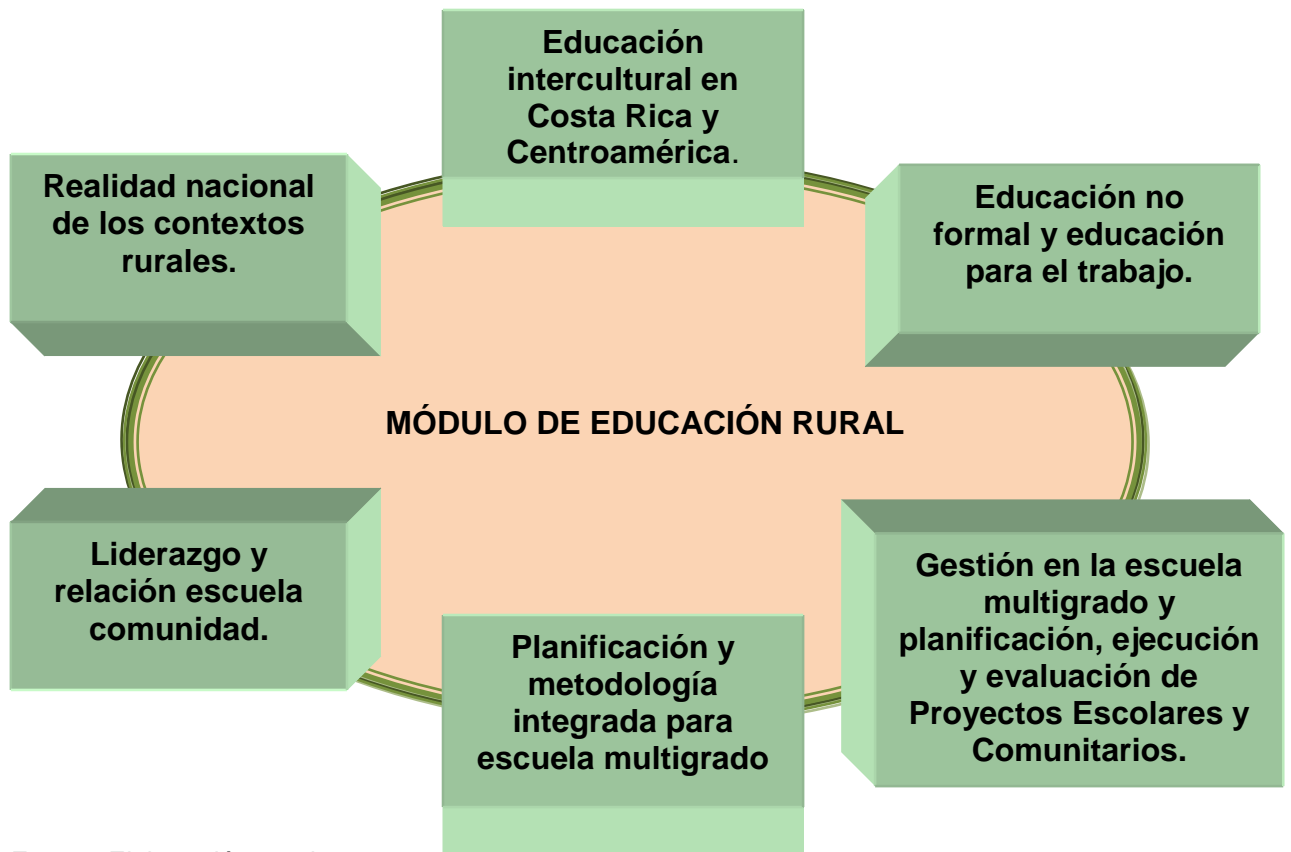 Educación
intercultural en
Costa Rica y
Centroamérica.
Realidad nacional
de los contextos
rurales.
Educación no
formal y educación
para el trabajo.
MÓDULO DE EDUCACIÓN RURAL
Liderazgo y
relación escuela
comunidad.
Planificación y
metodología
integrada para
escuela multigrado
Gestión en la escuela
multigrado y
planificación, ejecución
y evaluación de
Proyectos Escolares y
Comunitarios.